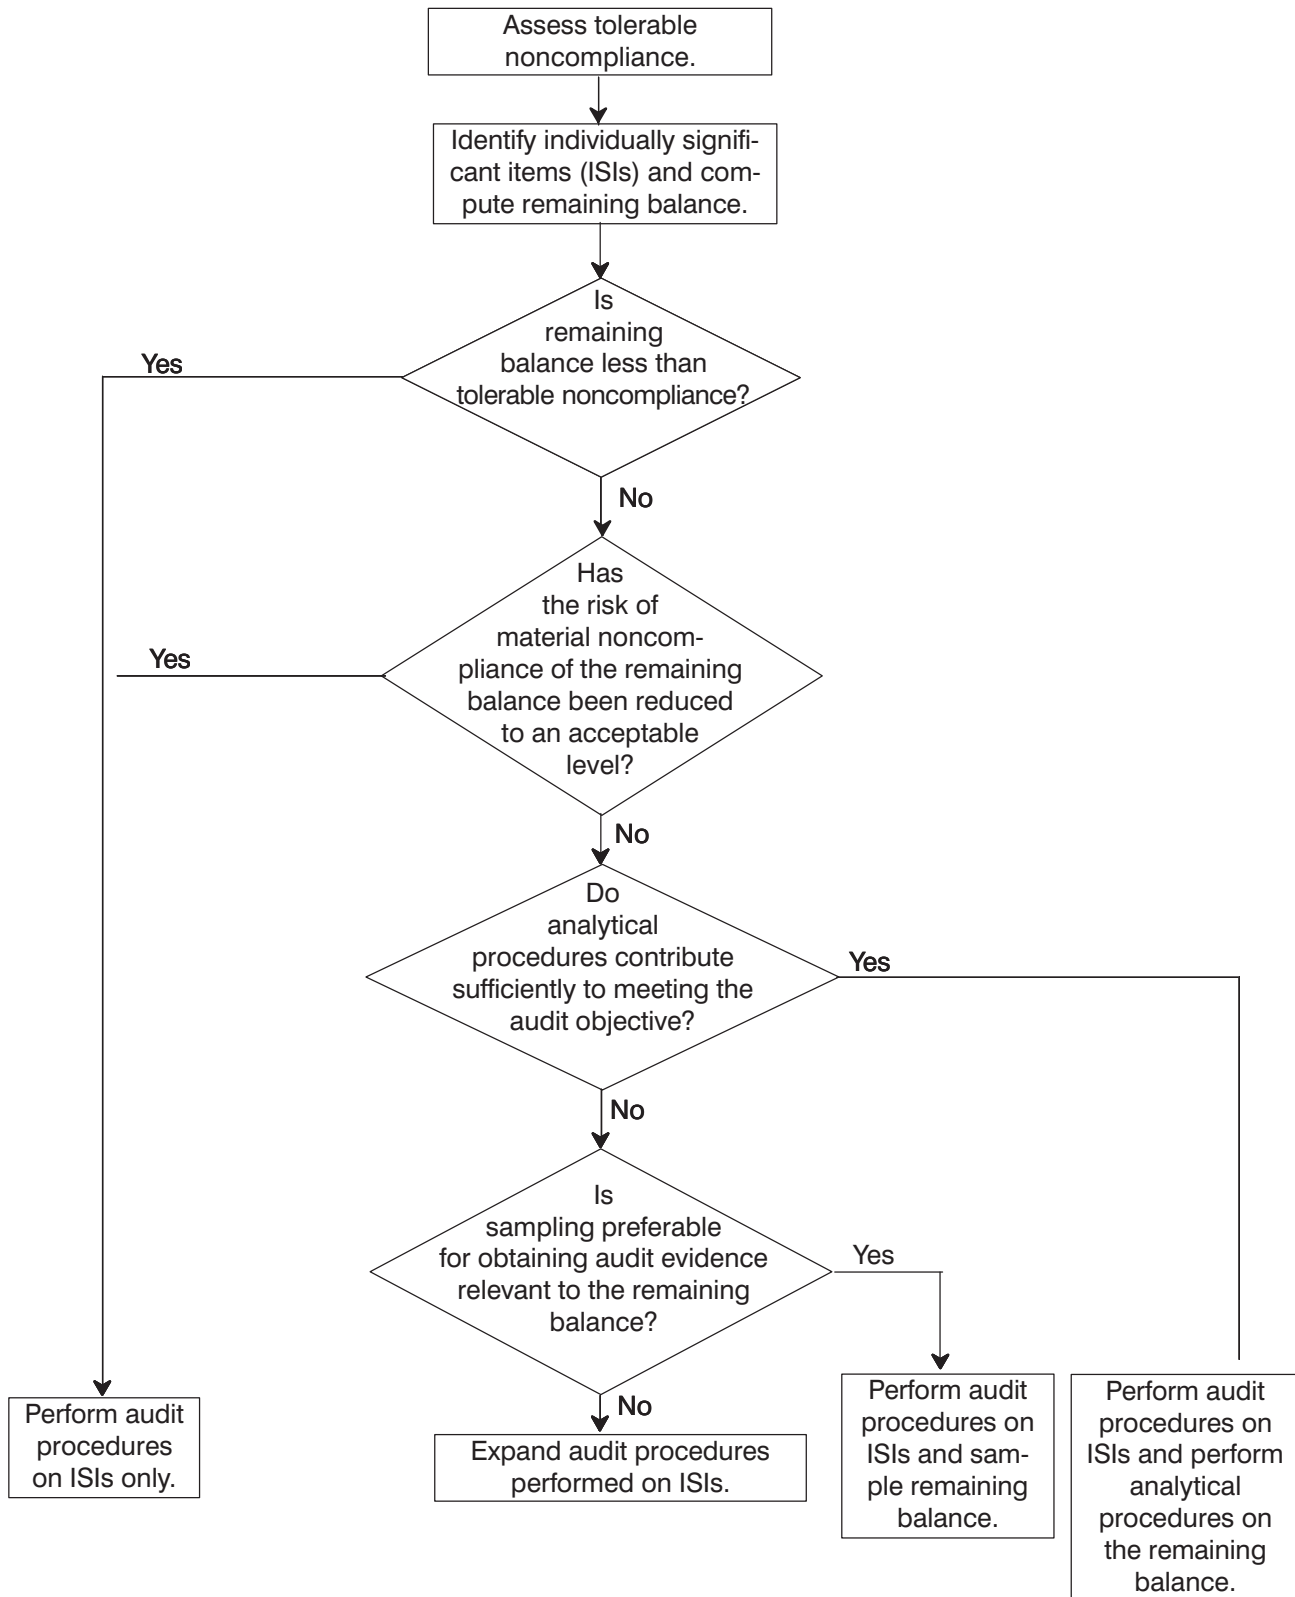 Assess tolerable
noncompliance.
Identify individually signifi-
cant items (ISIs) and com-
pute remaining balance.
Is
remaining
balance less than
tolerable noncompliance?
Yes
No
Has
the risk of
material noncom-
pliance of the remaining
balance been reduced
to an acceptable
level?
Yes
No
Do
analytical
procedures contribute
sufficiently to meeting the
audit objective?
Yes
No
Is
sampling preferable
for obtaining audit evidence
relevant to the remaining
balance?
Yes
No
Perform audit
procedures
on ISIs only.
Expand audit procedures
performed on ISIs.
Perform audit
procedures on
ISIs and sam-
ple remaining
balance.
Perform audit
procedures on
ISIs and perform
analytical
procedures on
the remaining
balance.